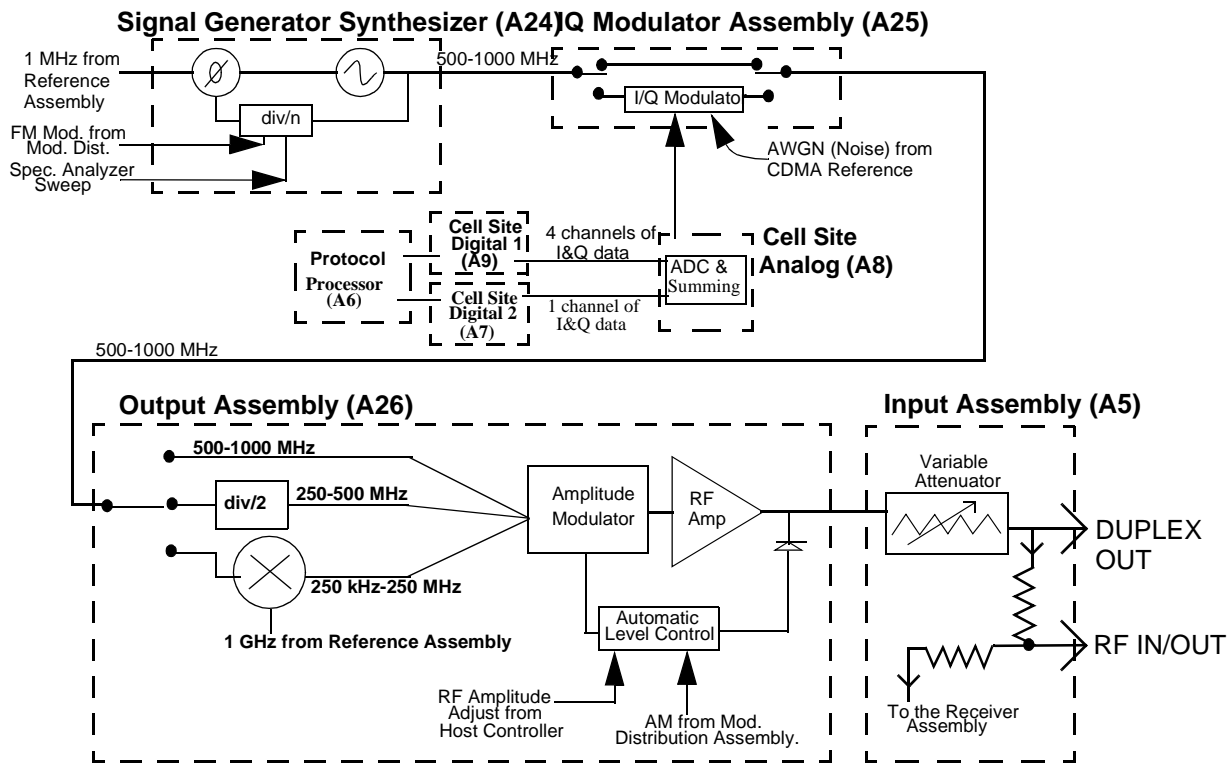 Signal Generator Synthesizer (A24)
IQ Modulator Assembly (A25)
1 MHz from
Reference
Assembly
500-1000 MHz
div/n
FM Mod. from
Mod. Dist.
Spec. Analyzer
Sweep
I/Q Modulato
AWGN (Noise) from
CDMA Reference
Protocol
Processor
(A6)
Cell Site
Digital 1
(A9)
Cell Site
Digital 2
(A7)
4 channels of
I&Q data
1 channel of
I&Q data
ADC &
Summing
Cell Site
Analog (A8)
500-1000 MHz
Output Assembly (A26)
Input Assembly (A5)
500-1000 MHz
div/2
250-500 MHz
250 kHz-250 MHz
1 GHz from Reference Assembly
Amplitude
Modulator
RF
Amp
Automatic
Level Control
RF Amplitude
Adjust from
Host Controller
AM from Mod.
Distribution Assembly.
Variable
Attenuator
DUPLEX
OUT
RF IN/OUT
To the Receiver
Assembly